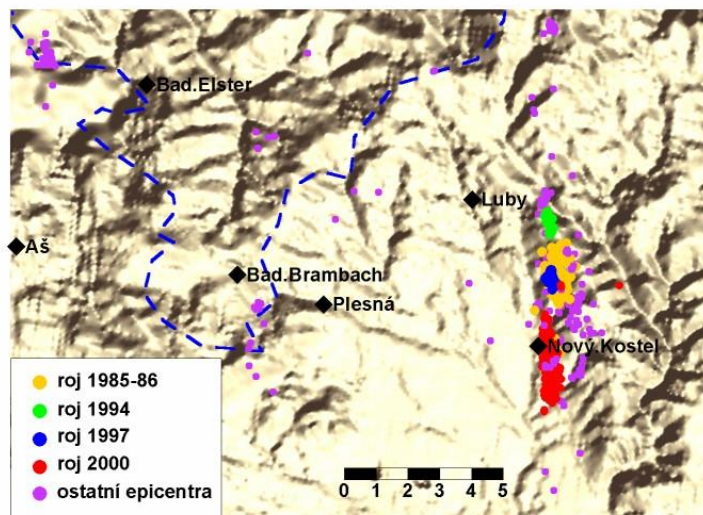 Bad.Elster
Luby
Aš
Bad.Brambach
Plesná
Nový.Kostel
roj 1985-86
roj 1994
roj 1997
roj 2000
ostatní epicentra
0 1 2 3 4 5